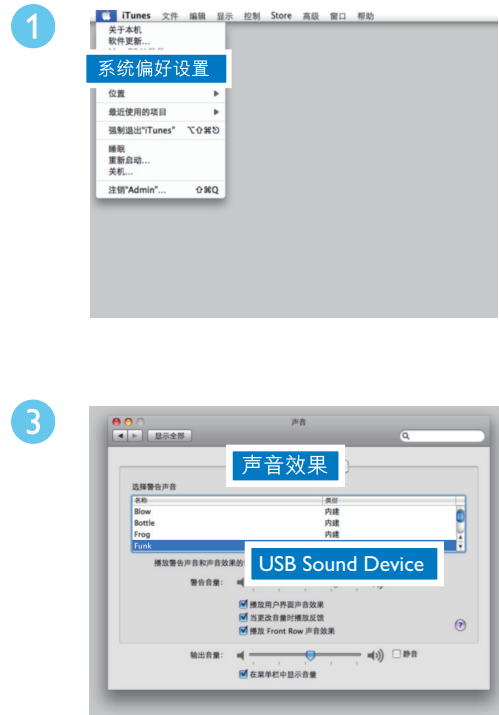 1
iTunes 文件 编辑 显示 控制 Store 高级 窗口 帮助
关于本机
软件更新...
系统偏好设置
位置
最近使用的项目
强制退出"iTunes" ⌥⇧⌘⎋
睡眠
重新启动...
关机...
注销"Admin"... ⇧⌘Q
3
声音
显示全部
声音效果
选择警告声音
名称 类型
Blow 内建
Bottle 内建
Frog 内建
Funk
播放警告声音和声音效果的
USB Sound Device
警告音量:
播放用户界面声音效果
当更改音量时播放反馈
播放 Front Row 声音效果
?
输出音量: 静音
在菜单栏中显示音量